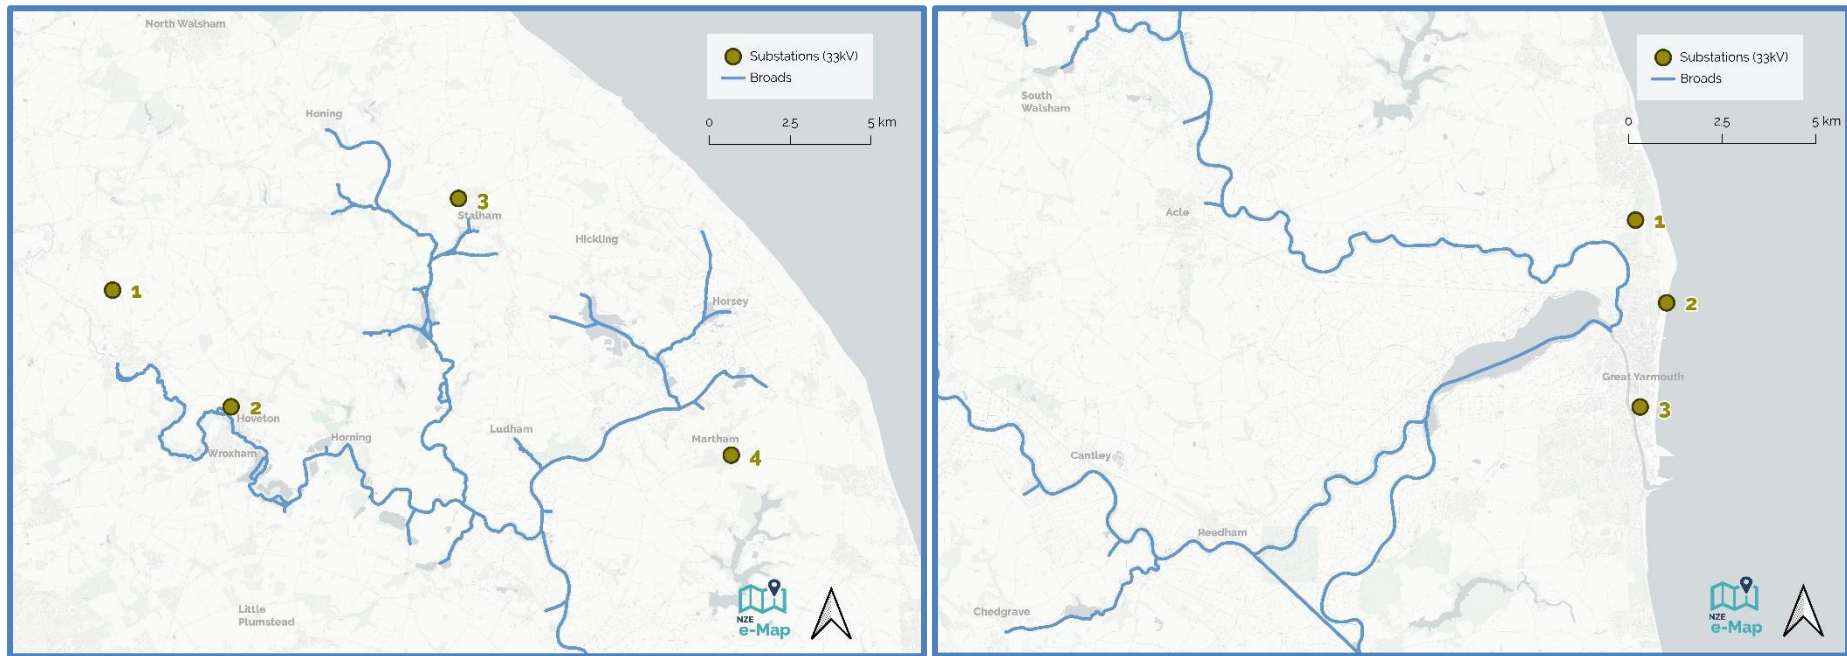 North Walsham
Substations (33kV)
Broads
0 2.5 5 km
Honing
3
Stalham
Hickling
1
Horsey
2
Hoveton
Ludham
Horning
Martham
Wroxham
4
Little
Plumstead
NZE
e-Map
Substations (33kV)
Broads
South
Walsham
0 2.5 5 km
Acle
1
2
Great Yarmouth
3
Cantley
Reedham
Chedgrave
NZE
e-Map